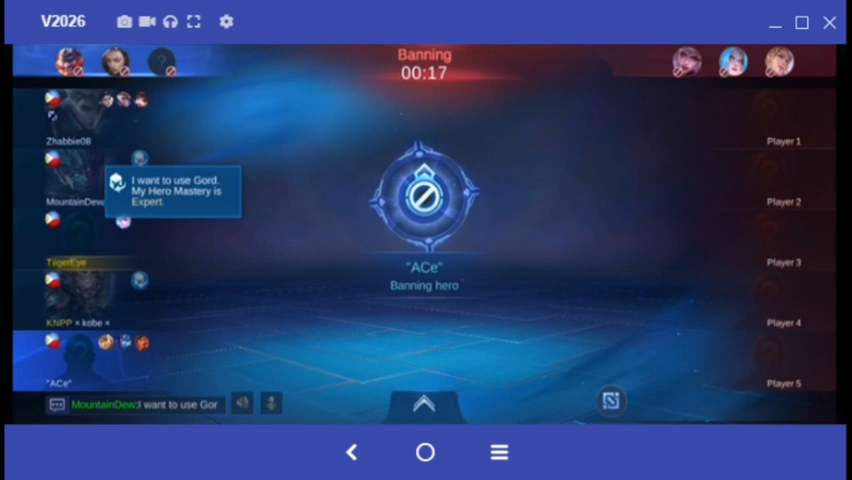 V2026
Banning
00:17
Zhabbie08
Player 1
I want to use Gord.
My Hero Mastery is
Expert.
MountainDew
Player 2
TiigerEye
Player 3
"ACe"
Banning hero
KNPP × kobe ×
Player 4
"ACe"
Player 5
MountainDew:I want to use Gor